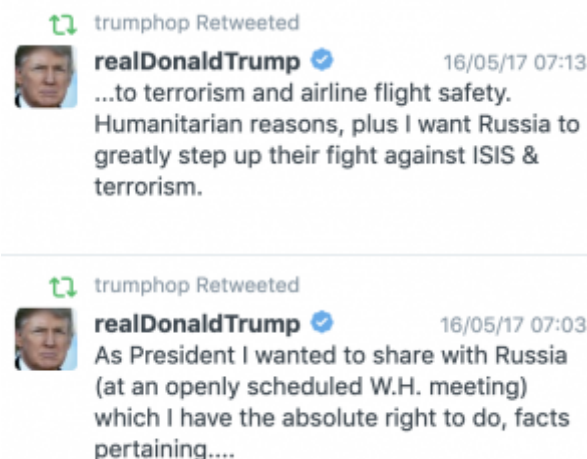 trumphop Retweeted
realDonaldTrump 16/05/17 07:13
...to terrorism and airline flight safety.
Humanitarian reasons, plus I want Russia to
greatly step up their fight against ISIS &
terrorism.
trumphop Retweeted
realDonaldTrump 16/05/17 07:03
As President I wanted to share with Russia
(at an openly scheduled W.H. meeting)
which I have the absolute right to do, facts
pertaining....